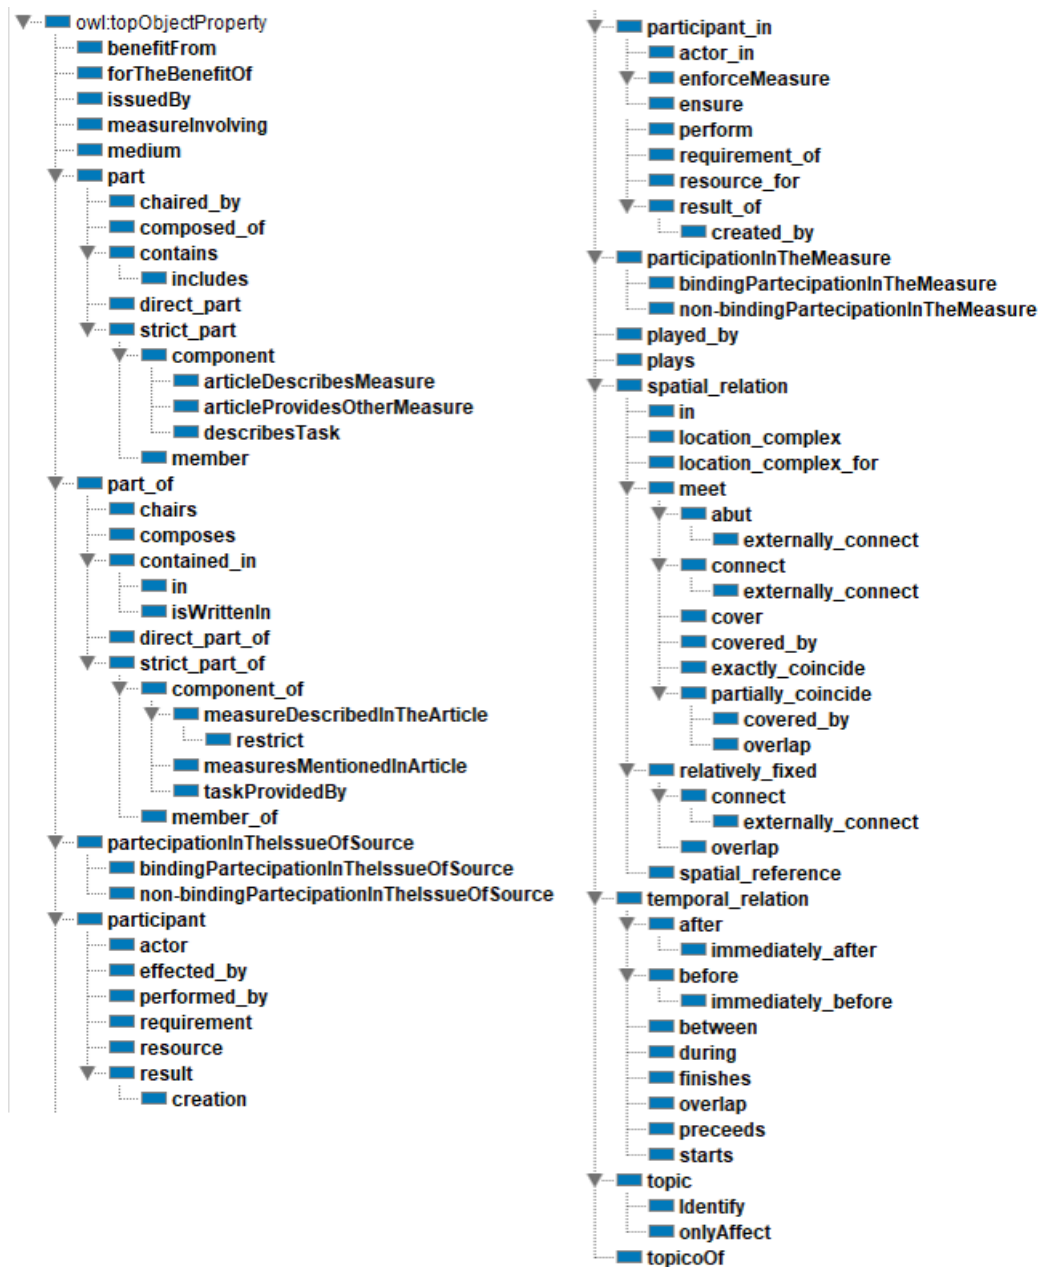 owl:topObjectProperty
benefitFrom
forTheBenefitOf
issuedBy
measureInvolving
medium
part
chaired_by
composed_of
contains
includes
direct_part
strict_part
component
articleDescribesMeasure
articleProvidesOtherMeasure
describesTask
member
part_of
chairs
composes
contained_in
in
isWrittenIn
direct_part_of
strict_part_of
component_of
measureDescribedInTheArticle
restrict
measuresMentionedInArticle
taskProvidedBy
member_of
partecipationInTheIssueOfSource
bindingPartecipationInTheIssueOfSource
non-bindingPartecipationInTheIssueOfSource
participant
actor
effected_by
performed_by
requirement
resource
result
creation
participant_in
actor_in
enforceMeasure
ensure
perform
requirement_of
resource_for
result_of
created_by
participationInTheMeasure
bindingPartecipationInTheMeasure
non-bindingPartecipationInTheMeasure
played_by
plays
spatial_relation
in
location_complex
location_complex_for
meet
abut
externally_connect
connect
externally_connect
cover
covered_by
exactly_coincide
partially_coincide
covered_by
overlap
relatively_fixed
connect
externally_connect
overlap
spatial_reference
temporal_relation
after
immediately_after
before
immediately_before
between
during
finishes
overlap
preceeds
starts
topic
Identify
onlyAffect
topicoOf